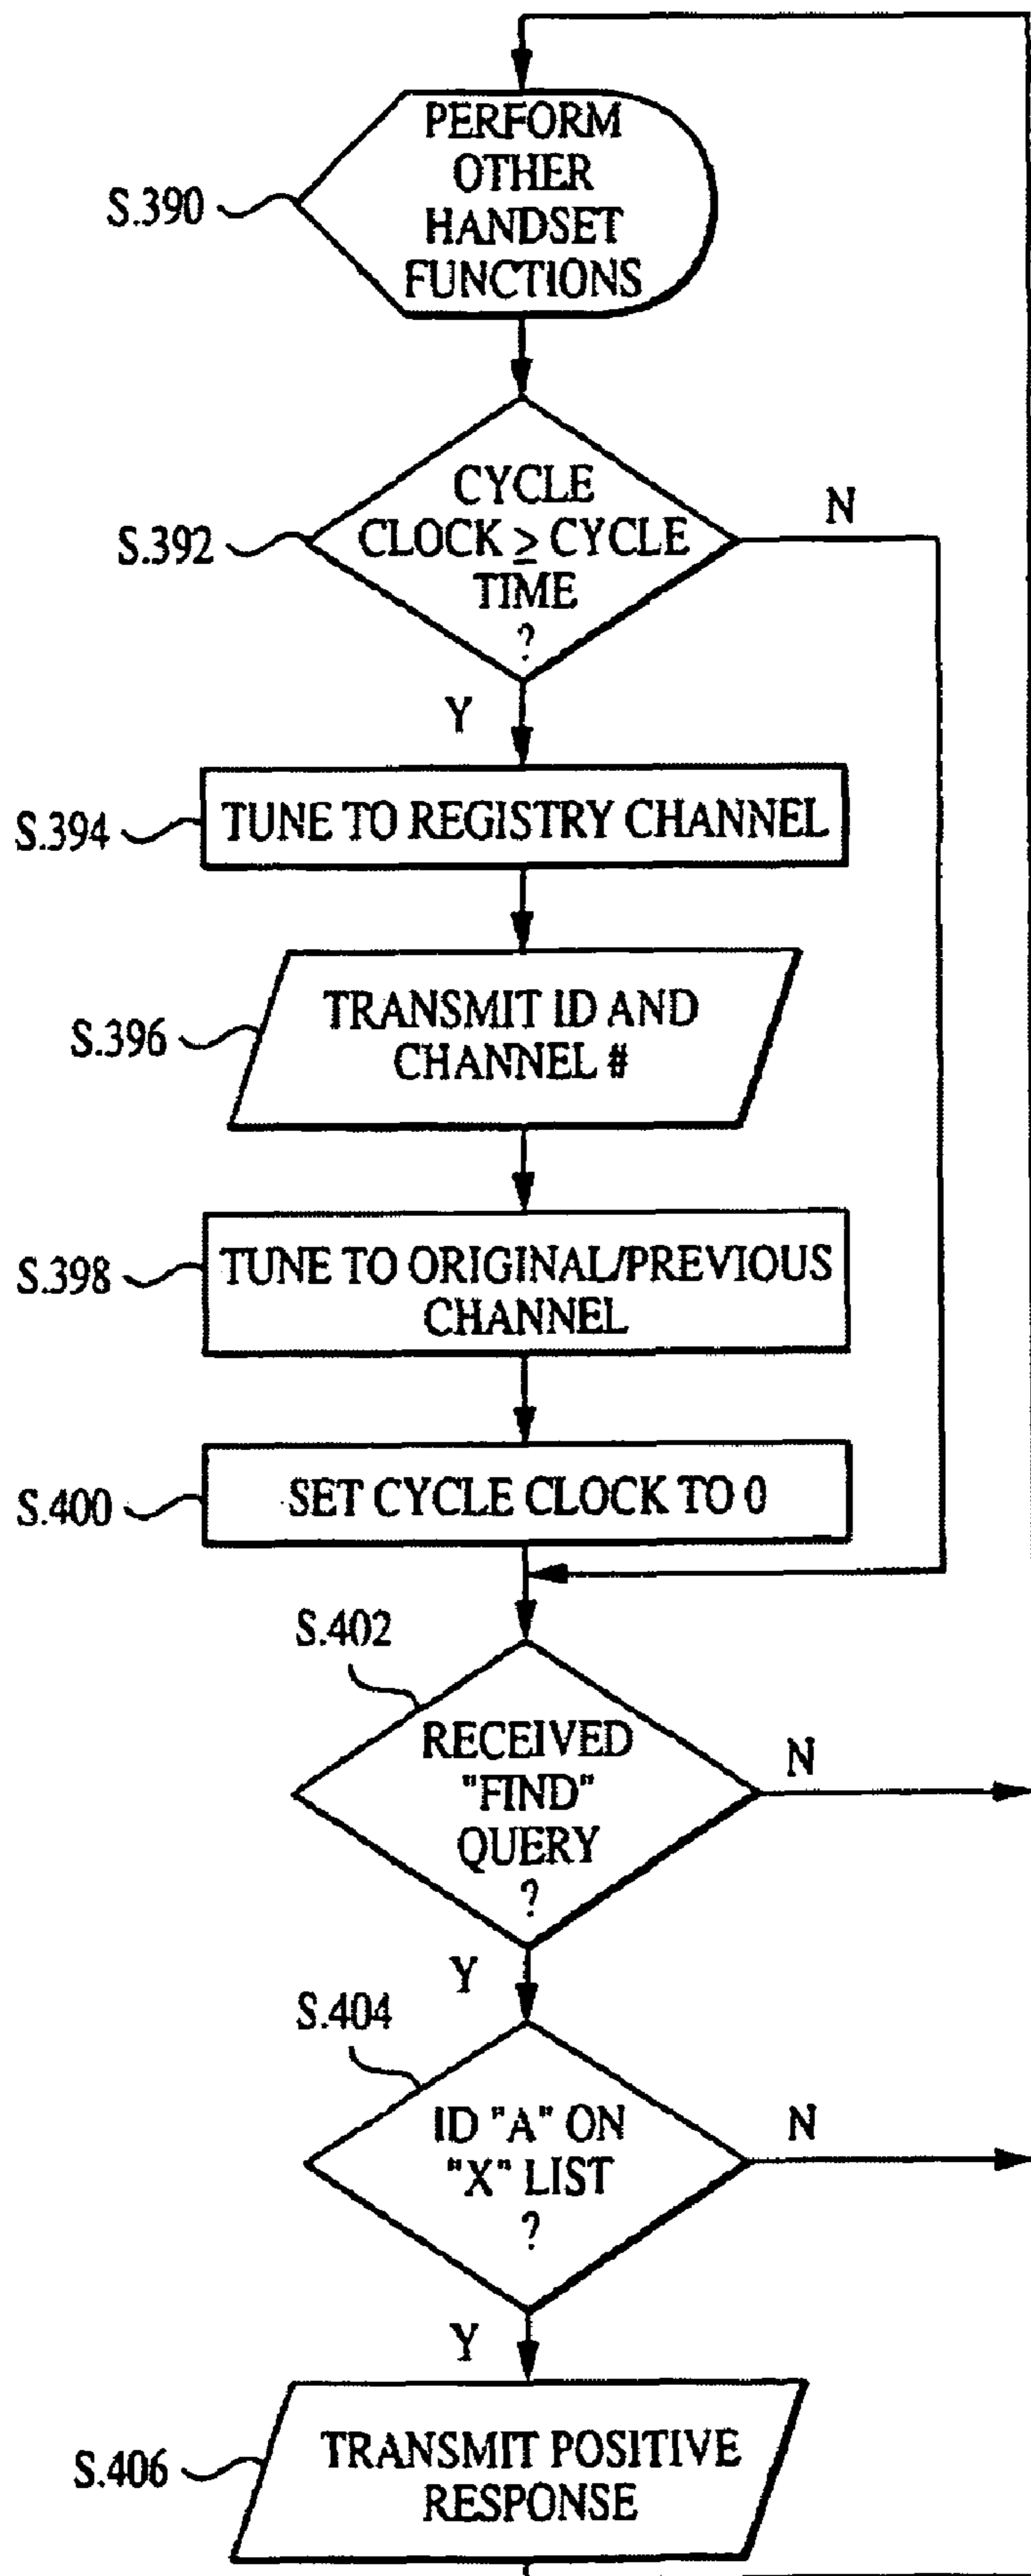 PERFORM
OTHER
HANDSET
FUNCTIONS
S.390
CYCLE
CLOCK ≥ CYCLE
TIME
?
S.392
N
Y
S.394
TUNE TO REGISTRY CHANNEL
TRANSMIT ID AND
CHANNEL #
S.396
TUNE TO ORIGINAL/PREVIOUS
CHANNEL
S.398
SET CYCLE CLOCK TO 0
S.400
S.402
RECEIVED
"FIND"
QUERY
?
N
Y
S.404
ID "A" ON
"X" LIST
?
N
Y
TRANSMIT POSITIVE
RESPONSE
S.406